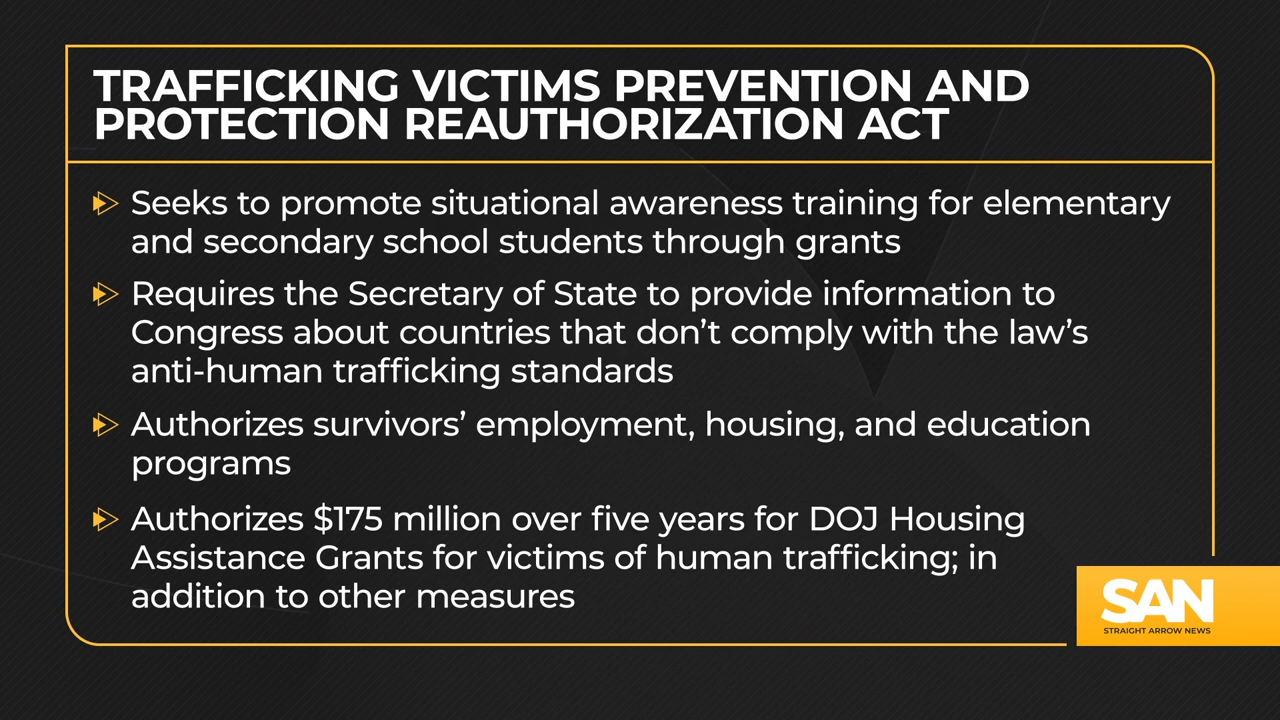 TRAFFICKING VICTIMS PREVENTION AND
PROTECTION REAUTHORIZATION ACT
Seeks to promote situational awareness training for elementary
and secondary school students through grants
Requires the Secretary of State to provide information to
Congress about countries that don’t comply with the law’s
anti-human trafficking standards
Authorizes survivors’ employment, housing, and education
programs
Authorizes $175 million over five years for DOJ Housing
Assistance Grants for victims of human trafficking; in
addition to other measures
SAN
STRAIGHT ARROW NEWS